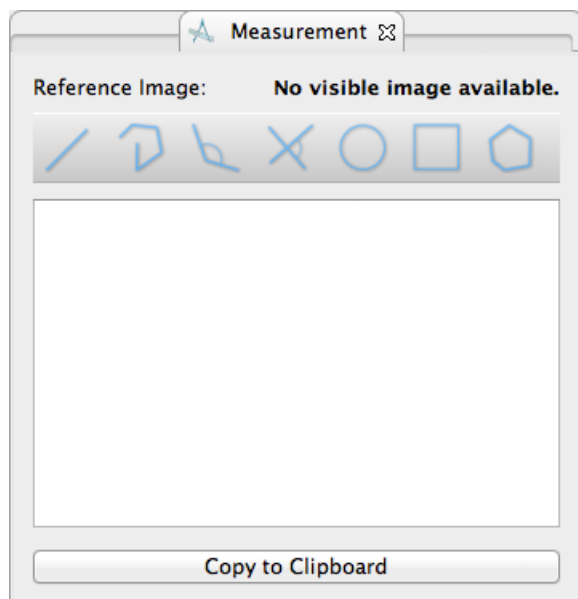 Measurement
Reference Image: No visible image available.
Copy to Clipboard